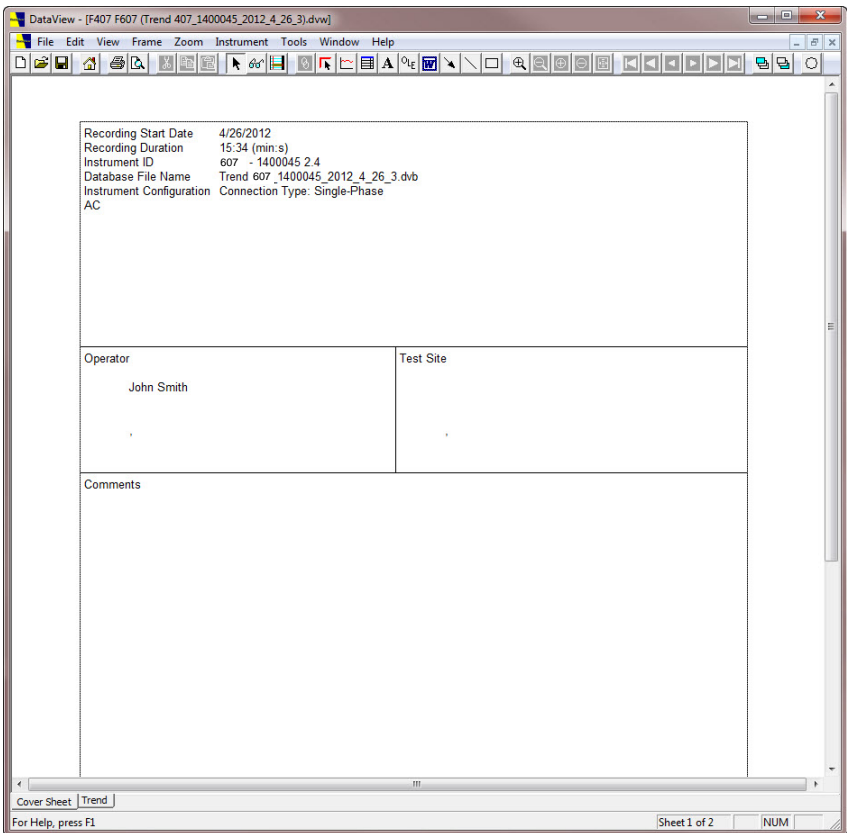 DataView - [F407 F607 (Trend 407_1400045_2012_4_26_3).dvw]
File Edit View Frame Zoom Instrument Tools Window Help
A OLE W
Recording Start Date 4/26/2012
Recording Duration 15:34 (min:s)
Instrument ID 607 - 1400045 2.4
Database File Name Trend 607_1400045_2012_4_26_3.dvb
Instrument Configuration Connection Type: Single-Phase
AC
Operator
John Smith
,
Test Site
,
Comments
Cover Sheet Trend
For Help, press F1 Sheet 1 of 2 NUM